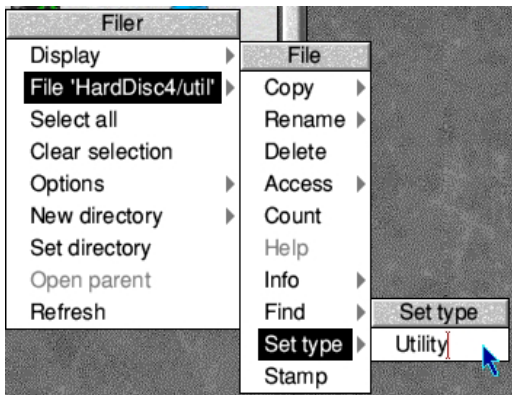 Filer
Display
File 'HardDisc4/util'
Select all
Clear selection
Options
New directory
Set directory
Open parent
Refresh
File
Copy
Rename
Delete
Access
Count
Help
Info
Find
Set type
Stamp
Set type
Utility